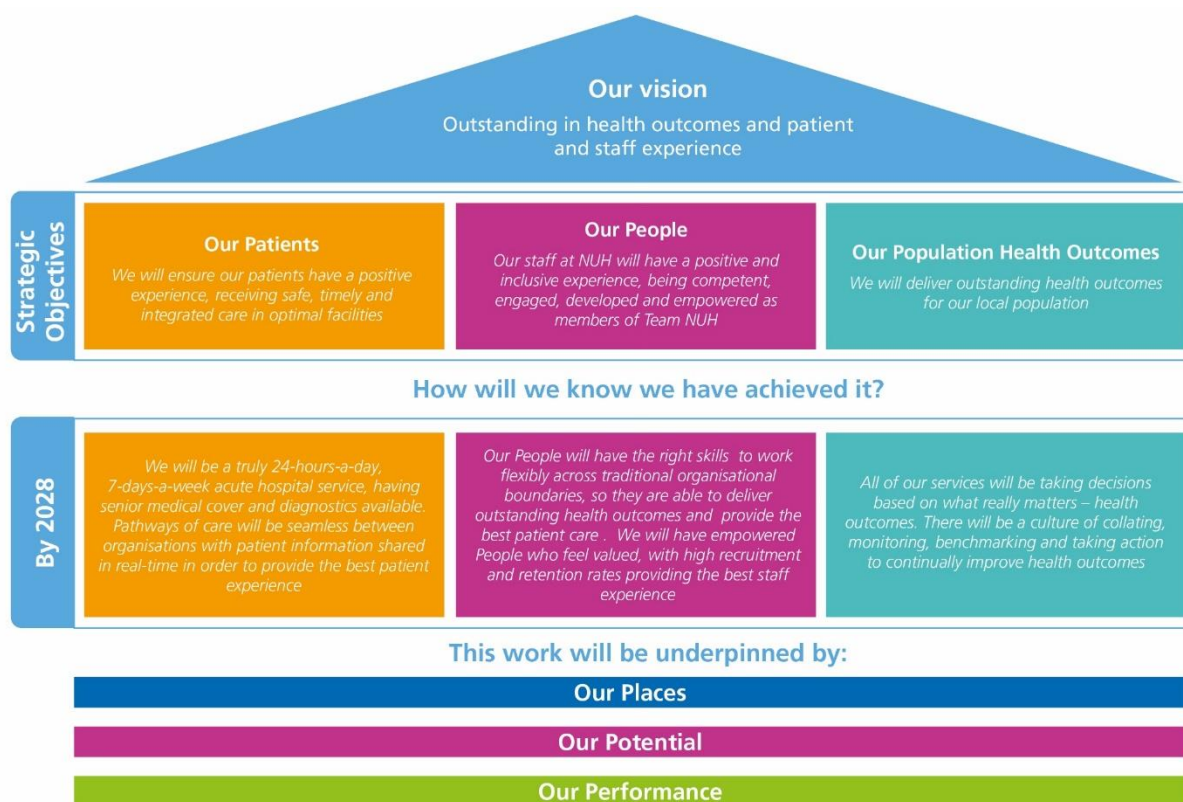 Our vision
Outstanding in health outcomes and patient
and staff experience
Strategic
Objectives
Our Patients
We will ensure our patients have a positive
experience, receiving safe, timely and
integrated care in optimal facilities
Our People
Our staff at NUH will have a positive and
inclusive experience, being competent,
engaged, developed and empowered as
members of Team NUH
Our Population Health Outcomes
We will deliver outstanding health outcomes
for our local population
How will we know we have achieved it?
By 2028
We will be a truly 24-hours-a-day,
7-days-a-week acute hospital service, having
senior medical cover and diagnostics available.
Pathways of care will be seamless between
organisations with patient information shared
in real-time in order to provide the best patient
experience
Our People will have the right skills to work
flexibly across traditional organisational
boundaries, so they are able to deliver
outstanding health outcomes and provide the
best patient care . We will have empowered
People who feel valued, with high recruitment
and retention rates providing the best staff
experience
All of our services will be taking decisions
based on what really matters – health
outcomes. There will be a culture of collating,
monitoring, benchmarking and taking action
to continually improve health outcomes
This work will be underpinned by:
Our Places
Our Potential
Our Performance